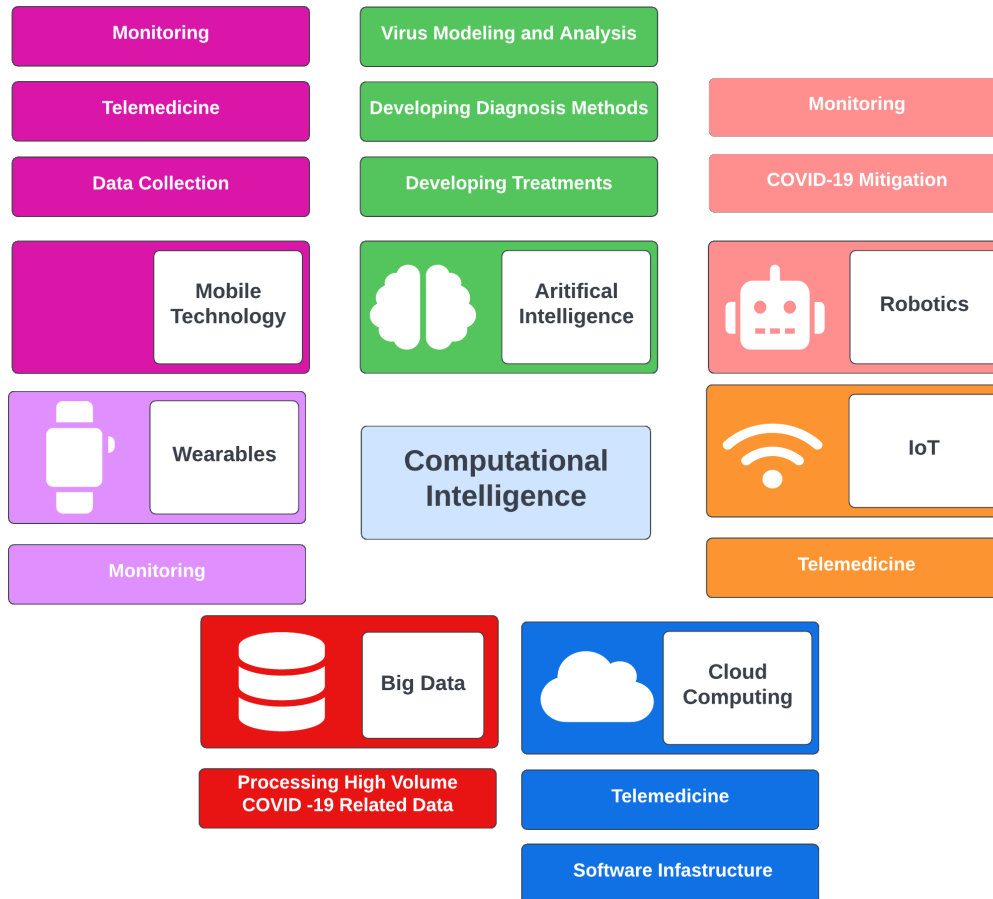 Monitoring
Virus Modeling and Analysis
Telemedicine
Developing Diagnosis Methods
Monitoring
Data Collection
Developing Treatments
COVID-19 Mitigation
Mobile
Technology
Aritifical
Intelligence
Robotics
Wearables
Computational
Intelligence
IoT
Monitoring
Telemedicine
Big Data
Cloud
Computing
Processing High Volume
COVID -19 Related Data
Telemedicine
Software Infastructure